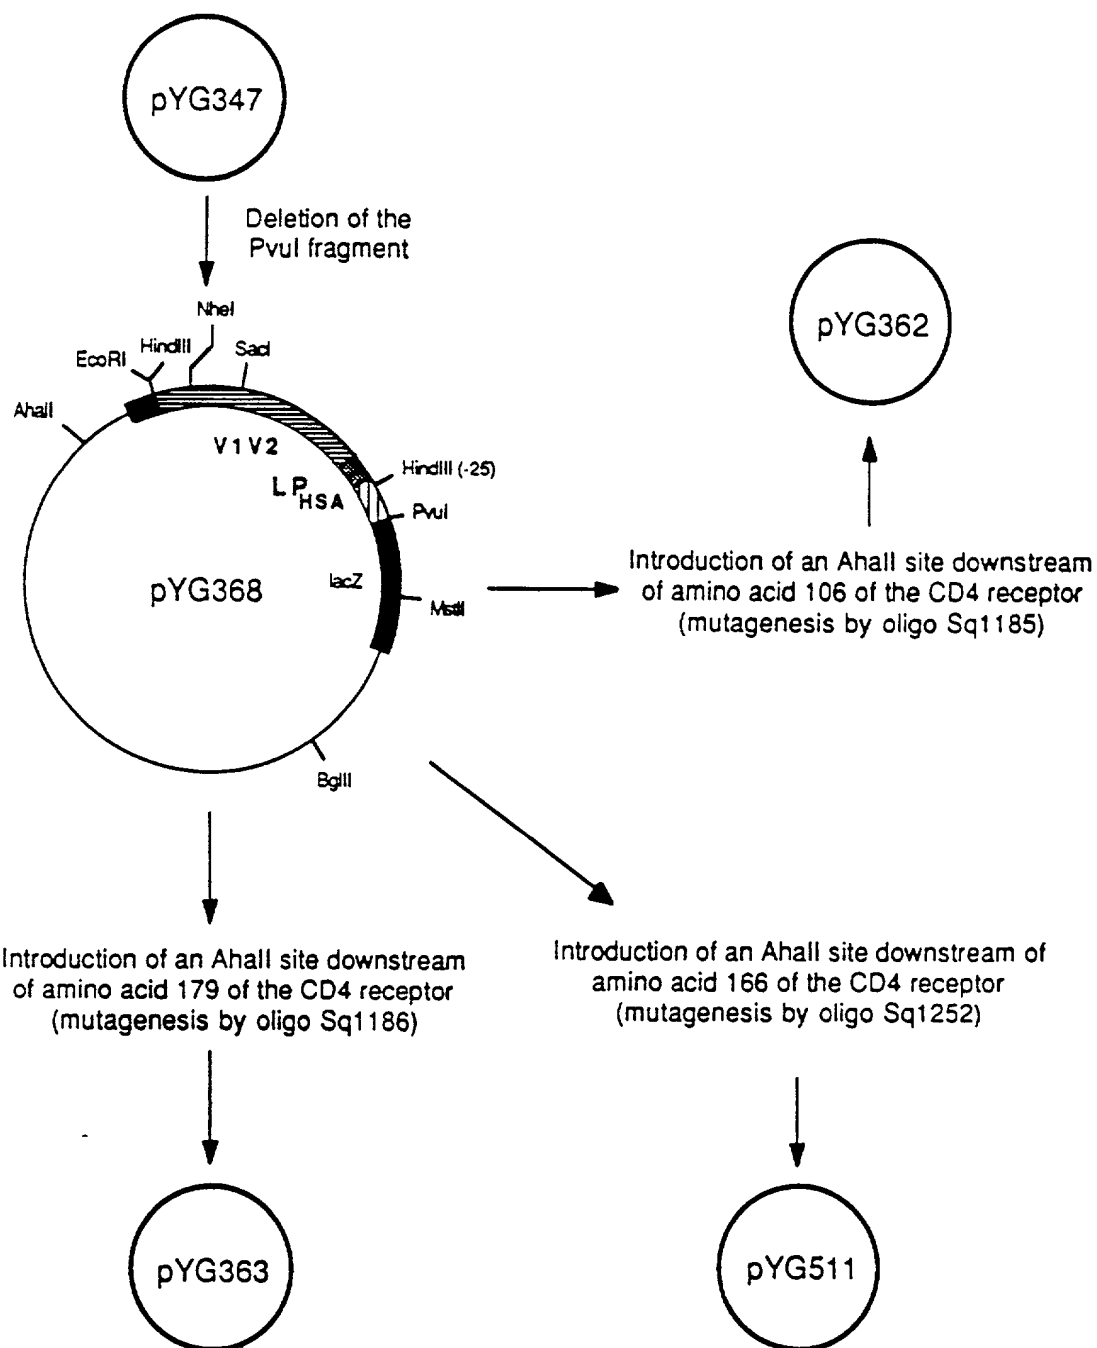 pYG347
Deletion of the
PvuI fragment
NheI
HindIII
SacI
EcoRI
AhaII
V1V2
HindIII (-25)
LP HSA
PvuI
pYG368
lacZ
MstII
BglII
pYG362
Introduction of an AhaII site downstream
of amino acid 106 of the CD4 receptor
(mutagenesis by oligo Sq1185)
Introduction of an AhaII site downstream
of amino acid 179 of the CD4 receptor
(mutagenesis by oligo Sq1186)
Introduction of an AhaII site downstream of
amino acid 166 of the CD4 receptor
(mutagenesis by oligo Sq1252)
pYG363
pYG511